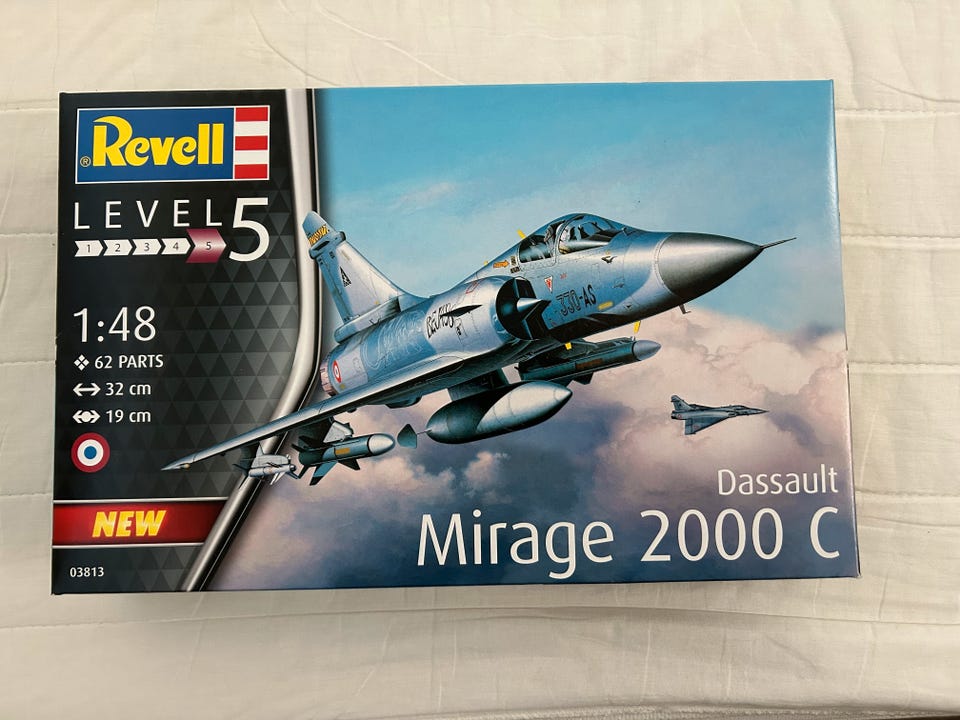 ® Revell
LEVEL 5
1 2 3 4 5
1:48
62 PARTS
32 cm
19 cm
NEW
03813
330-AS
Dassault
Mirage 2000 C